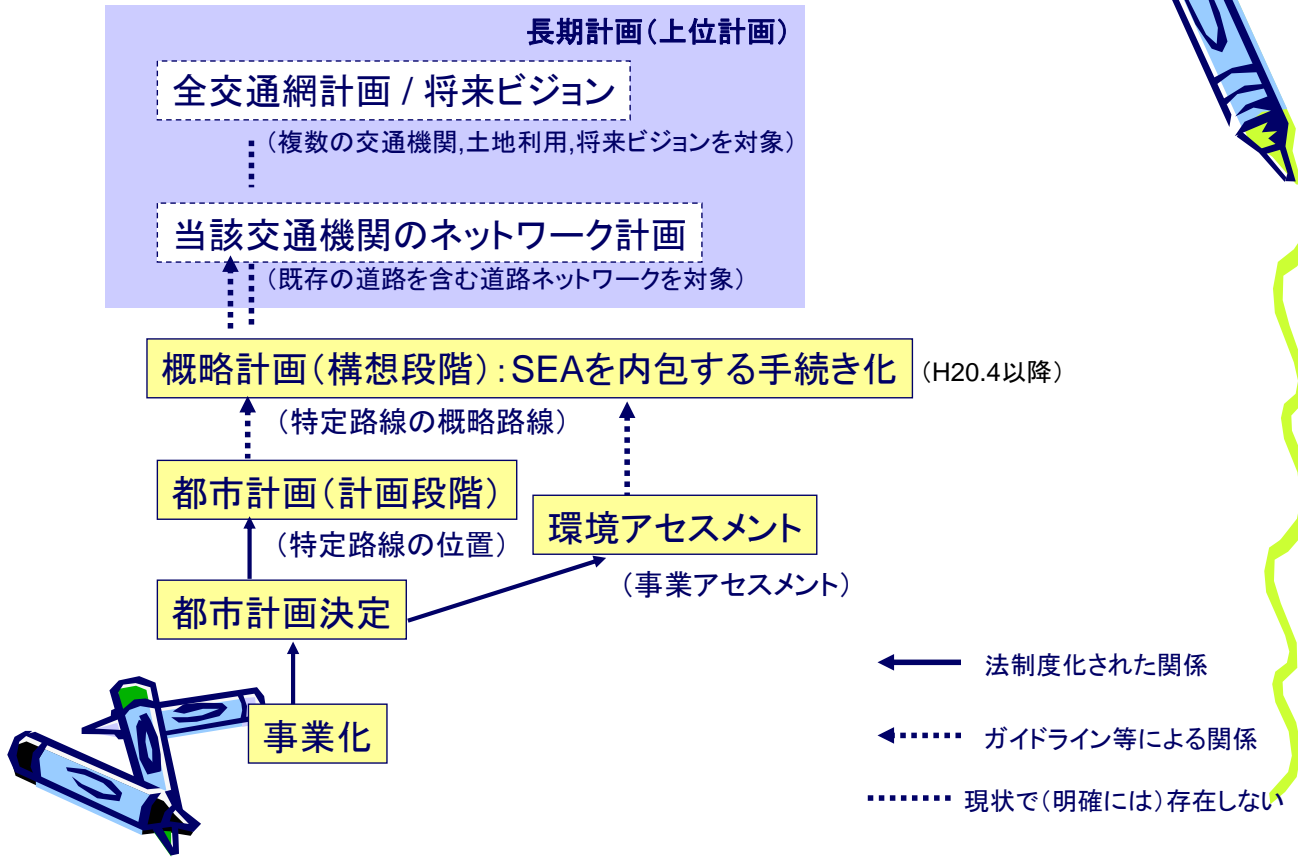 長期計画（上位計画）
全交通網計画 / 将来ビジョン
（複数の交通機関,土地利用,将来ビジョンを対象）
当該交通機関のネットワーク計画
（既存の道路を含む道路ネットワークを対象）
概略計画（構想段階）：SEAを内包する手続き化
（H20.4以降）
（特定路線の概略路線）
都市計画（計画段階）
環境アセスメント
（特定路線の位置）
（事業アセスメント）
都市計画決定
法制度化された関係
事業化
ガイドライン等による関係
現状で（明確には）存在しない